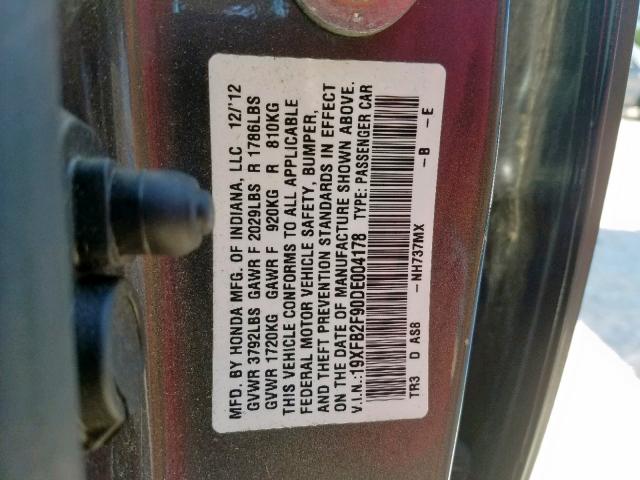 MFD. BY HONDA MFG. OF INDIANA, LLC 12/'12
GVWR 3792LBS GAWR F 2029LBS R 1786LBS
GVWR 1720KG GAWR F 920KG R 810KG
THIS VEHICLE CONFORMS TO ALL APPLICABLE
FEDERAL MOTOR VEHICLE SAFETY, BUMPER,
AND THEFT PREVENTION STANDARDS IN EFFECT
ON THE DATE OF MANUFACTURE SHOWN ABOVE.
V.I.N.:19XFB2F90DE004178 TYPE: PASSENGER CAR
TR3 D AS8 -NH737MX -B -E